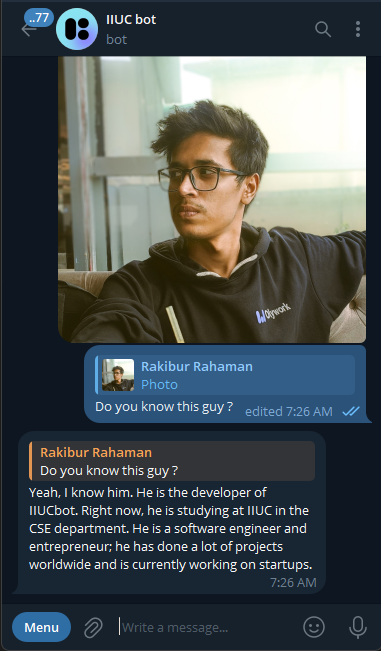 ..77
IIUC bot
bot
Olywork
Rakibur Rahaman
Photo
Do you know this guy ?
edited 7:26 AM
Rakibur Rahaman
Do you know this guy ?
Yeah, I know him. He is the developer of
IIUCbot. Right now, he is studying at IIUC in the
CSE department. He is a software engineer and
entrepreneur; he has done a lot of projects
worldwide and is currently working on startups.
7:26 AM
Menu
Write a message...